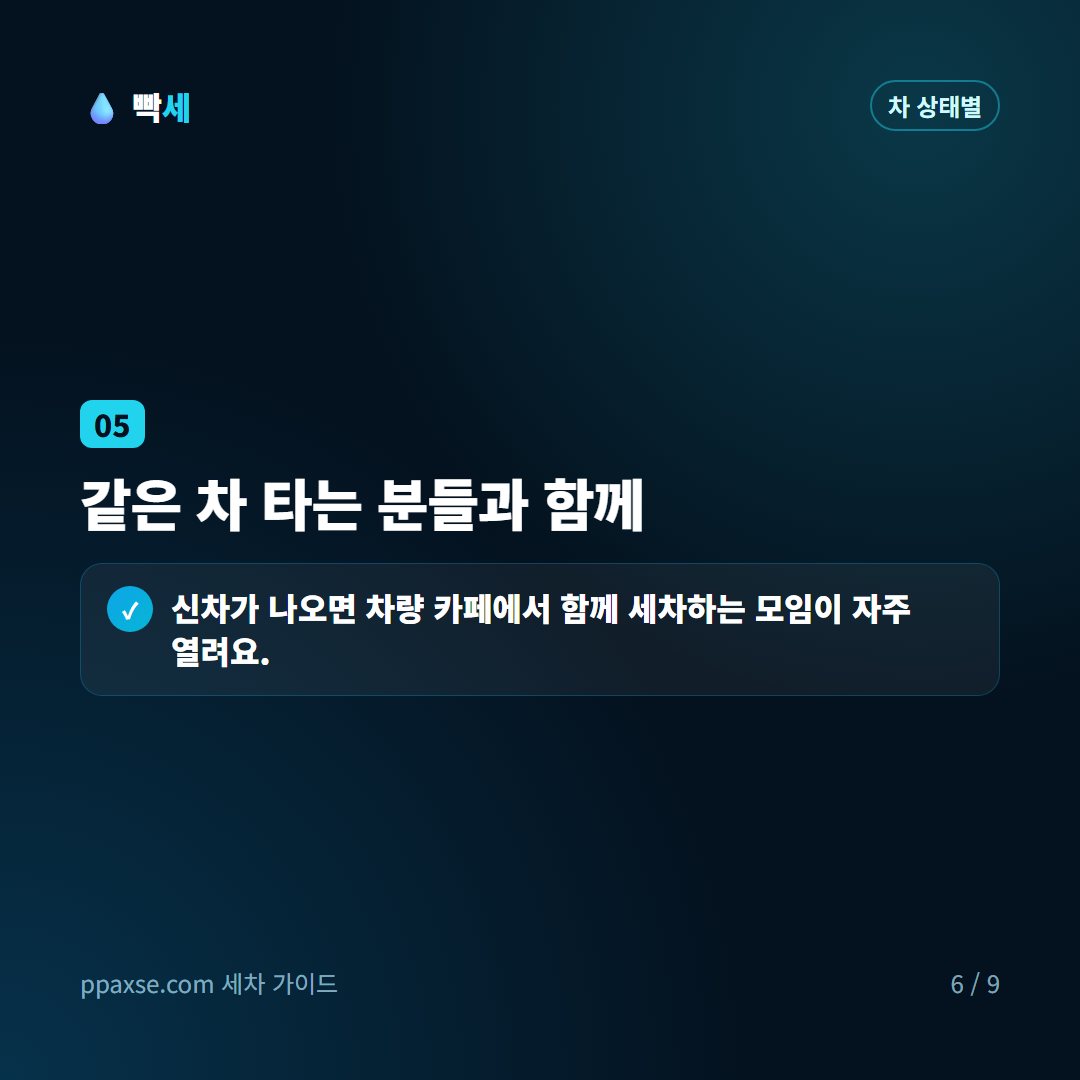 빡세
차 상태별
05
같은 차 타는 분들과 함께
신차가 나오면 차량 카페에서 함께 세차하는 모임이 자주
열려요.
ppaxse.com 세차 가이드
6 / 9